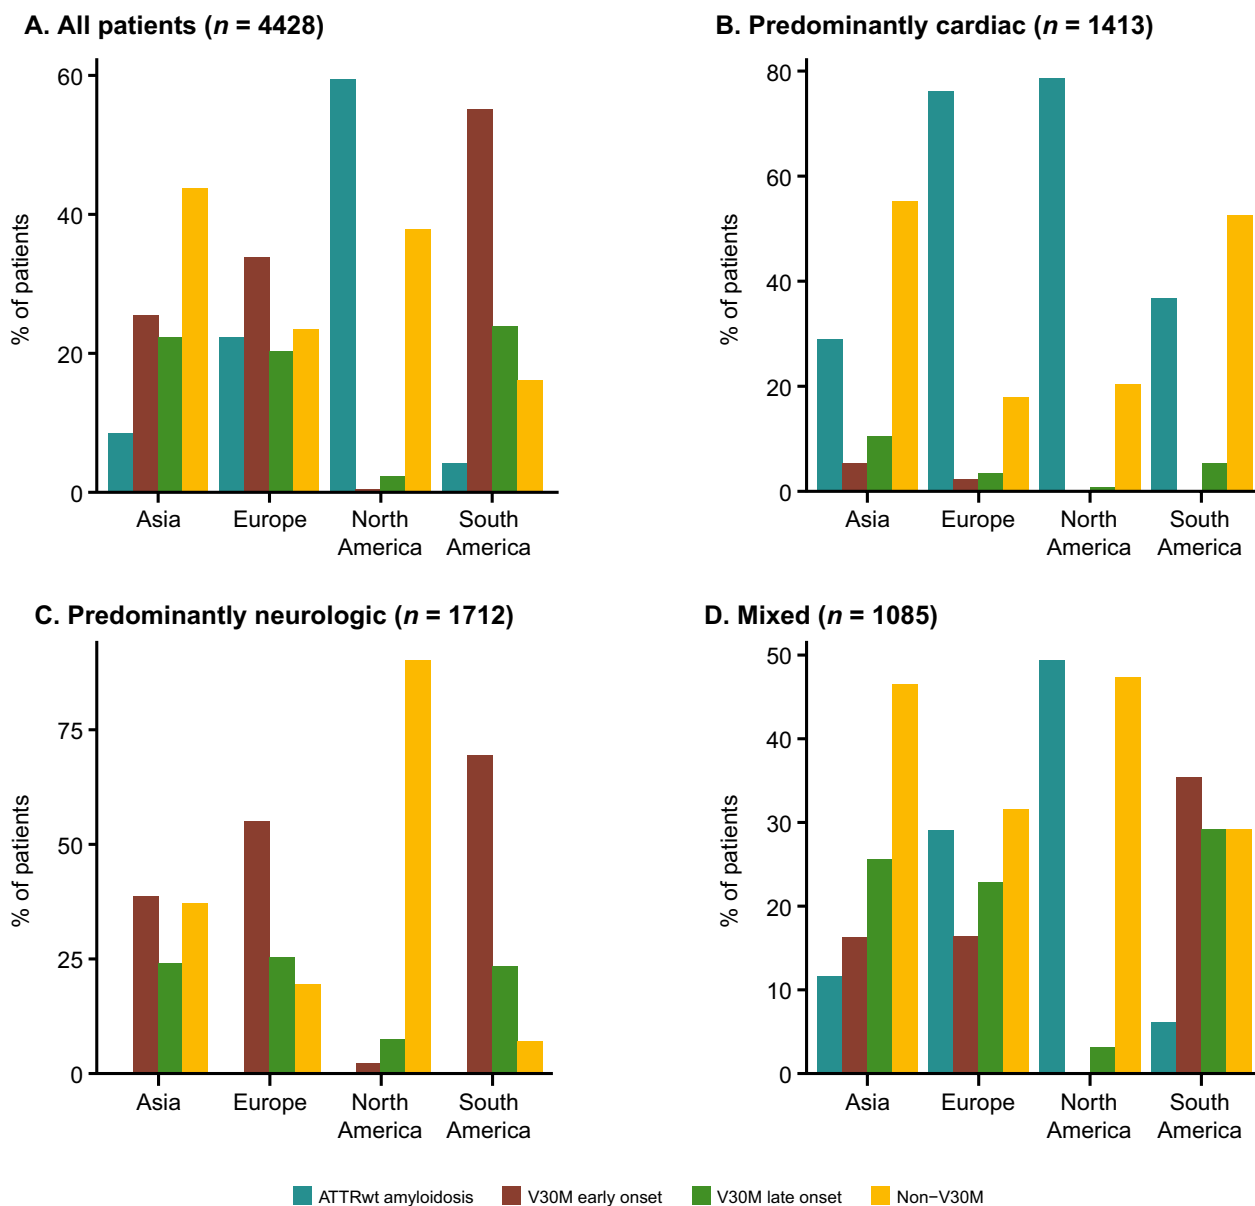 A. All patients (n = 4428)
% of patients
60
40
20
0
Asia
Europe
North
America
South
America
B. Predominantly cardiac (n = 1413)
% of patients
80
60
40
20
0
Asia
Europe
North
America
South
America
C. Predominantly neurologic (n = 1712)
% of patients
75
50
25
0
Asia
Europe
North
America
South
America
D. Mixed (n = 1085)
% of patients
50
40
30
20
10
0
Asia
Europe
North
America
South
America
ATTRwt amyloidosis
V30M early onset
V30M late onset
Non−V30M